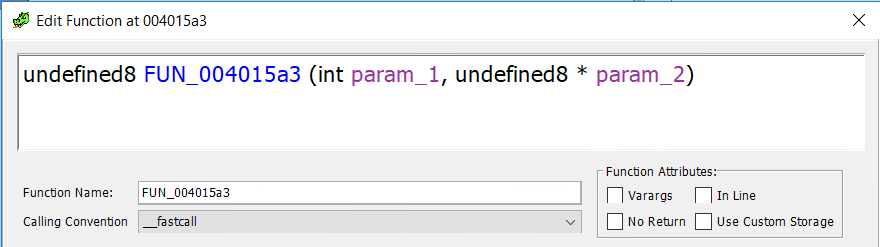 Edit Function at 004015a3
undefined8 FUN_004015a3 (int param_1, undefined8 * param_2)
Function Name: FUN_004015a3
Calling Convention __fastcall
Function Attributes:
Varargs In Line
No Return Use Custom Storage